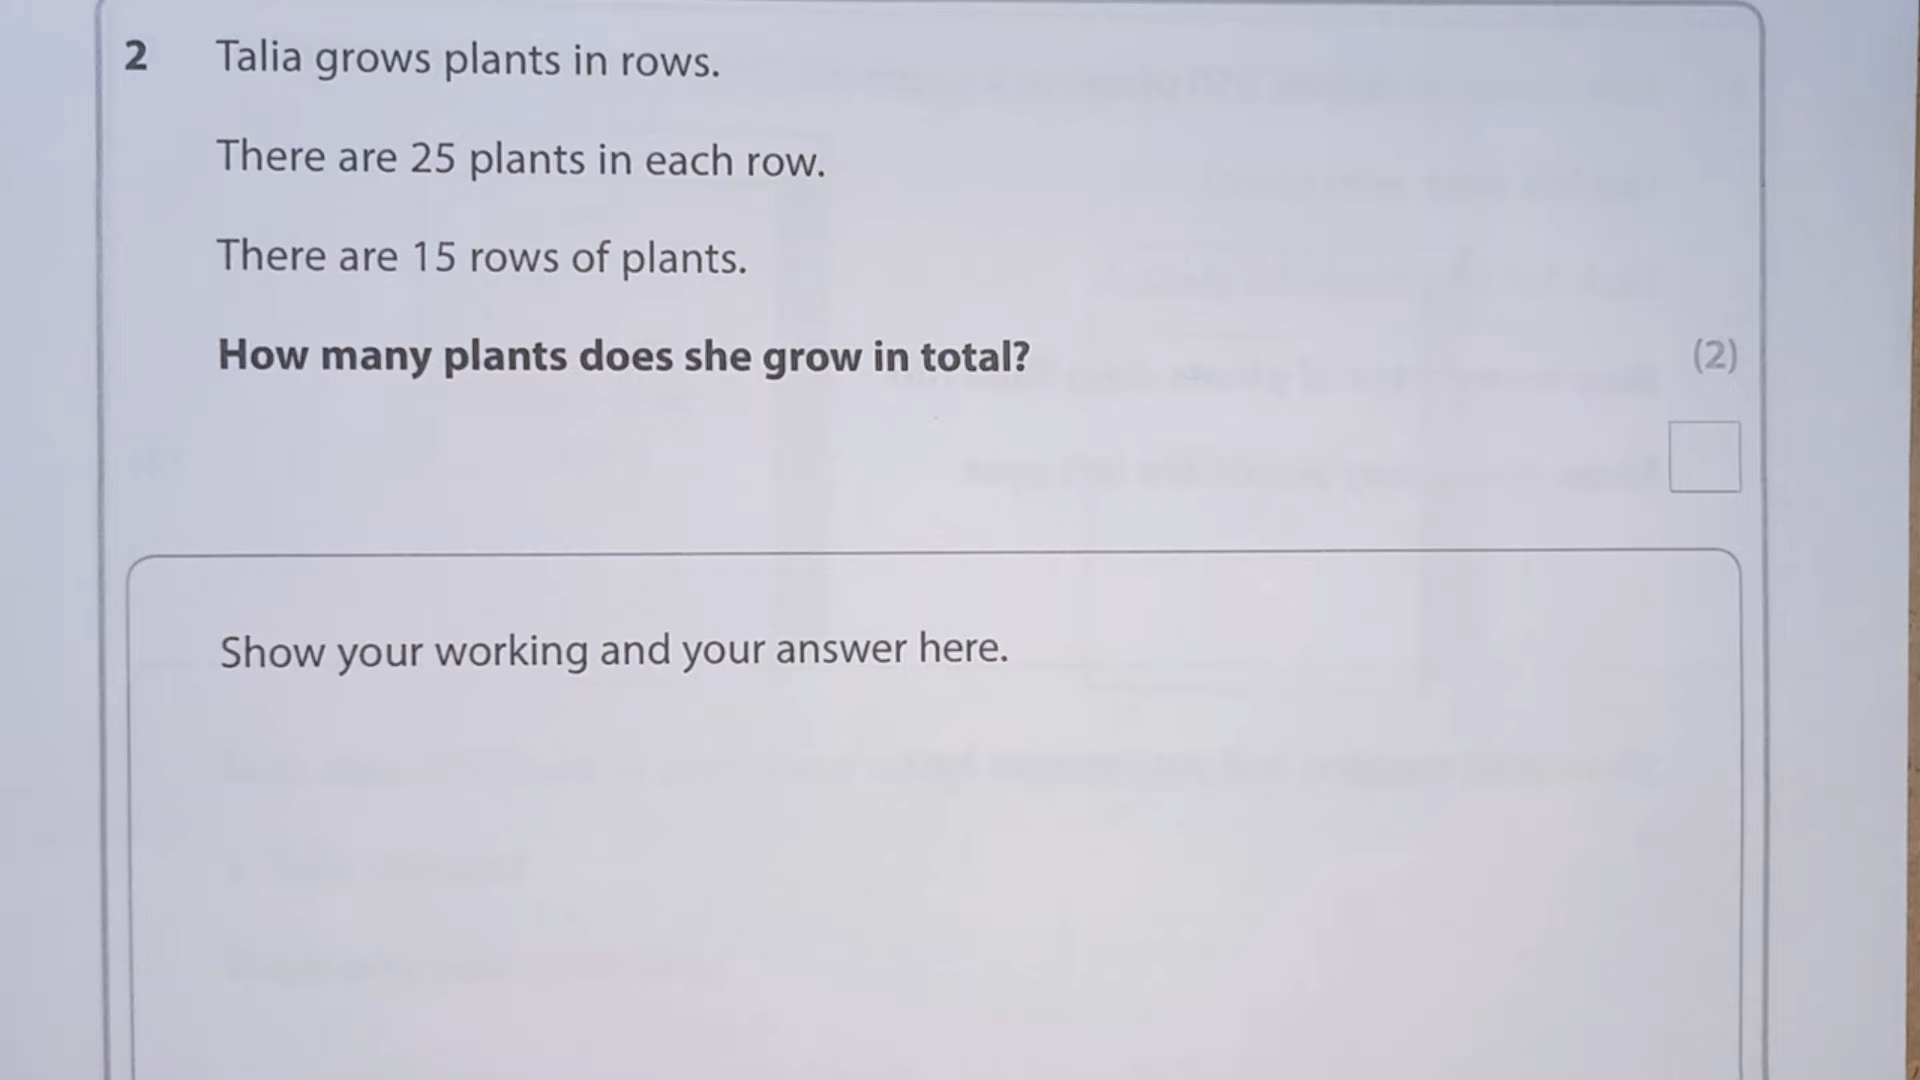 2 Talia grows plants in rows.
There are 25 plants in each row.
There are 15 rows of plants.
How many plants does she grow in total? (2)
Show your working and your answer here.